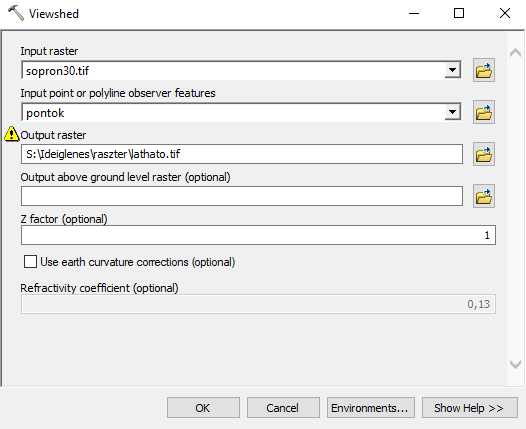 Viewshed
Input raster
sopron30.tif
Input point or polyline observer features
pontok
Output raster
S:\Ideiglenes\raszter\lathato.tif
Output above ground level raster (optional)
Z factor (optional)
1
Use earth curvature corrections (optional)
Refractivity coefficient (optional)
0,13
OK Cancel Environments... Show Help >>